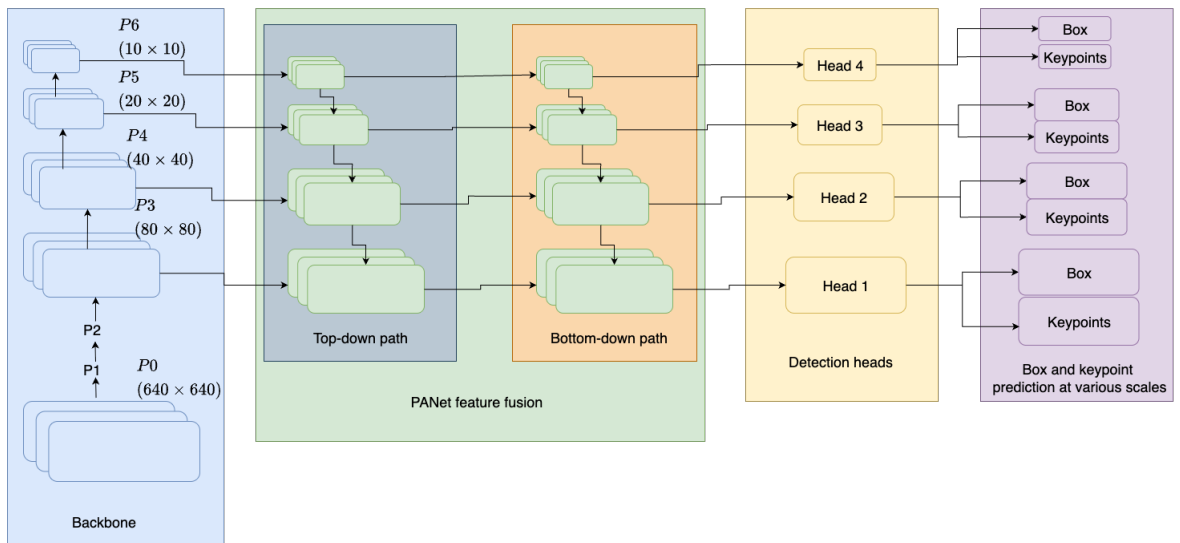 P6
(10 × 10)
P5
(20 × 20)
P4
(40 × 40)
P3
(80 × 80)
P2
P1
P0
(640 × 640)
Backbone
Top-down path
Bottom-down path
PANet feature fusion
Head 4
Head 3
Head 2
Head 1
Detection heads
Box
Keypoints
Box
Keypoints
Box
Keypoints
Box
Keypoints
Box and keypoint
prediction at various scales